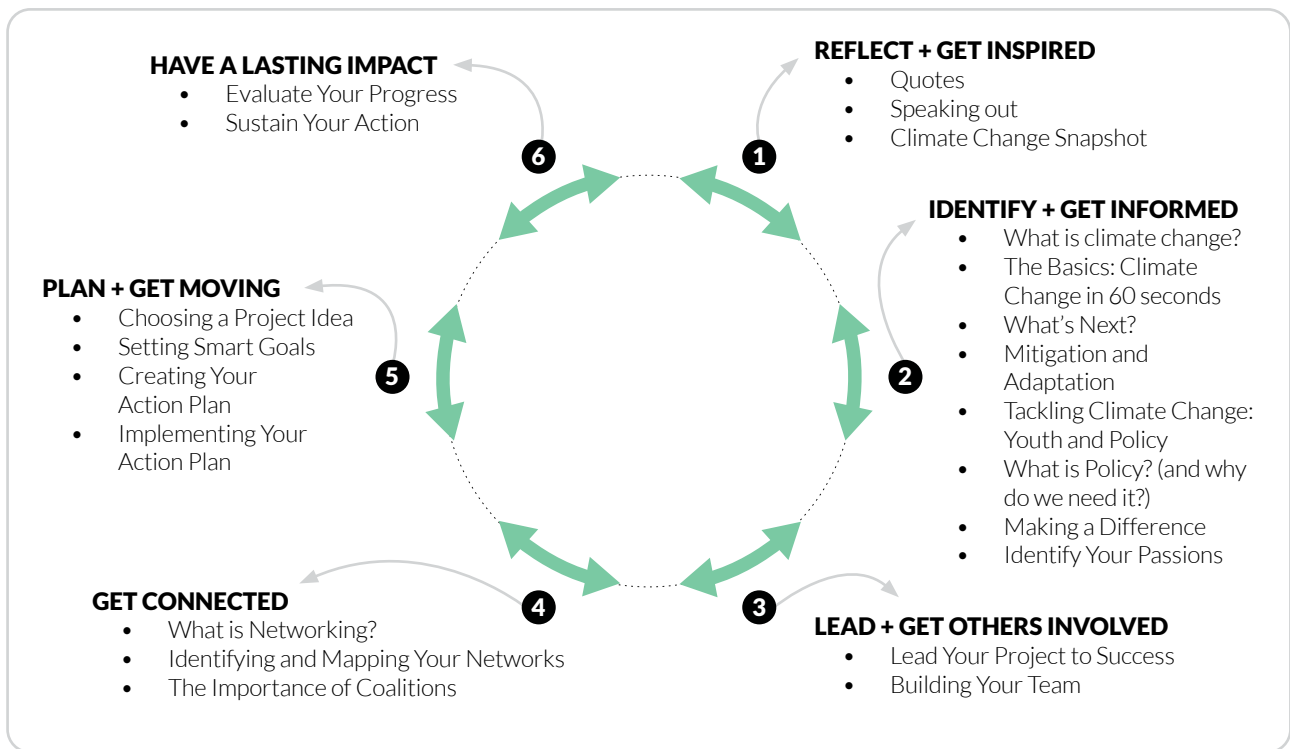 1
REFLECT + GET INSPIRED
• Quotes
• Speaking out
• Climate Change Snapshot
2
IDENTIFY + GET INFORMED
• What is climate change?
• The Basics: Climate
Change in 60 seconds
• What’s Next?
• Mitigation and
Adaptation
• Tackling Climate Change:
Youth and Policy
• What is Policy? (and why
do we need it?)
• Making a Difference
• Identify Your Passions
3
LEAD + GET OTHERS INVOLVED
• Lead Your Project to Success
• Building Your Team
4
GET CONNECTED
• What is Networking?
• Identifying and Mapping Your Networks
• The Importance of Coalitions
5
PLAN + GET MOVING
• Choosing a Project Idea
• Setting Smart Goals
• Creating Your
Action Plan
• Implementing Your
Action Plan
6
HAVE A LASTING IMPACT
• Evaluate Your Progress
• Sustain Your Action